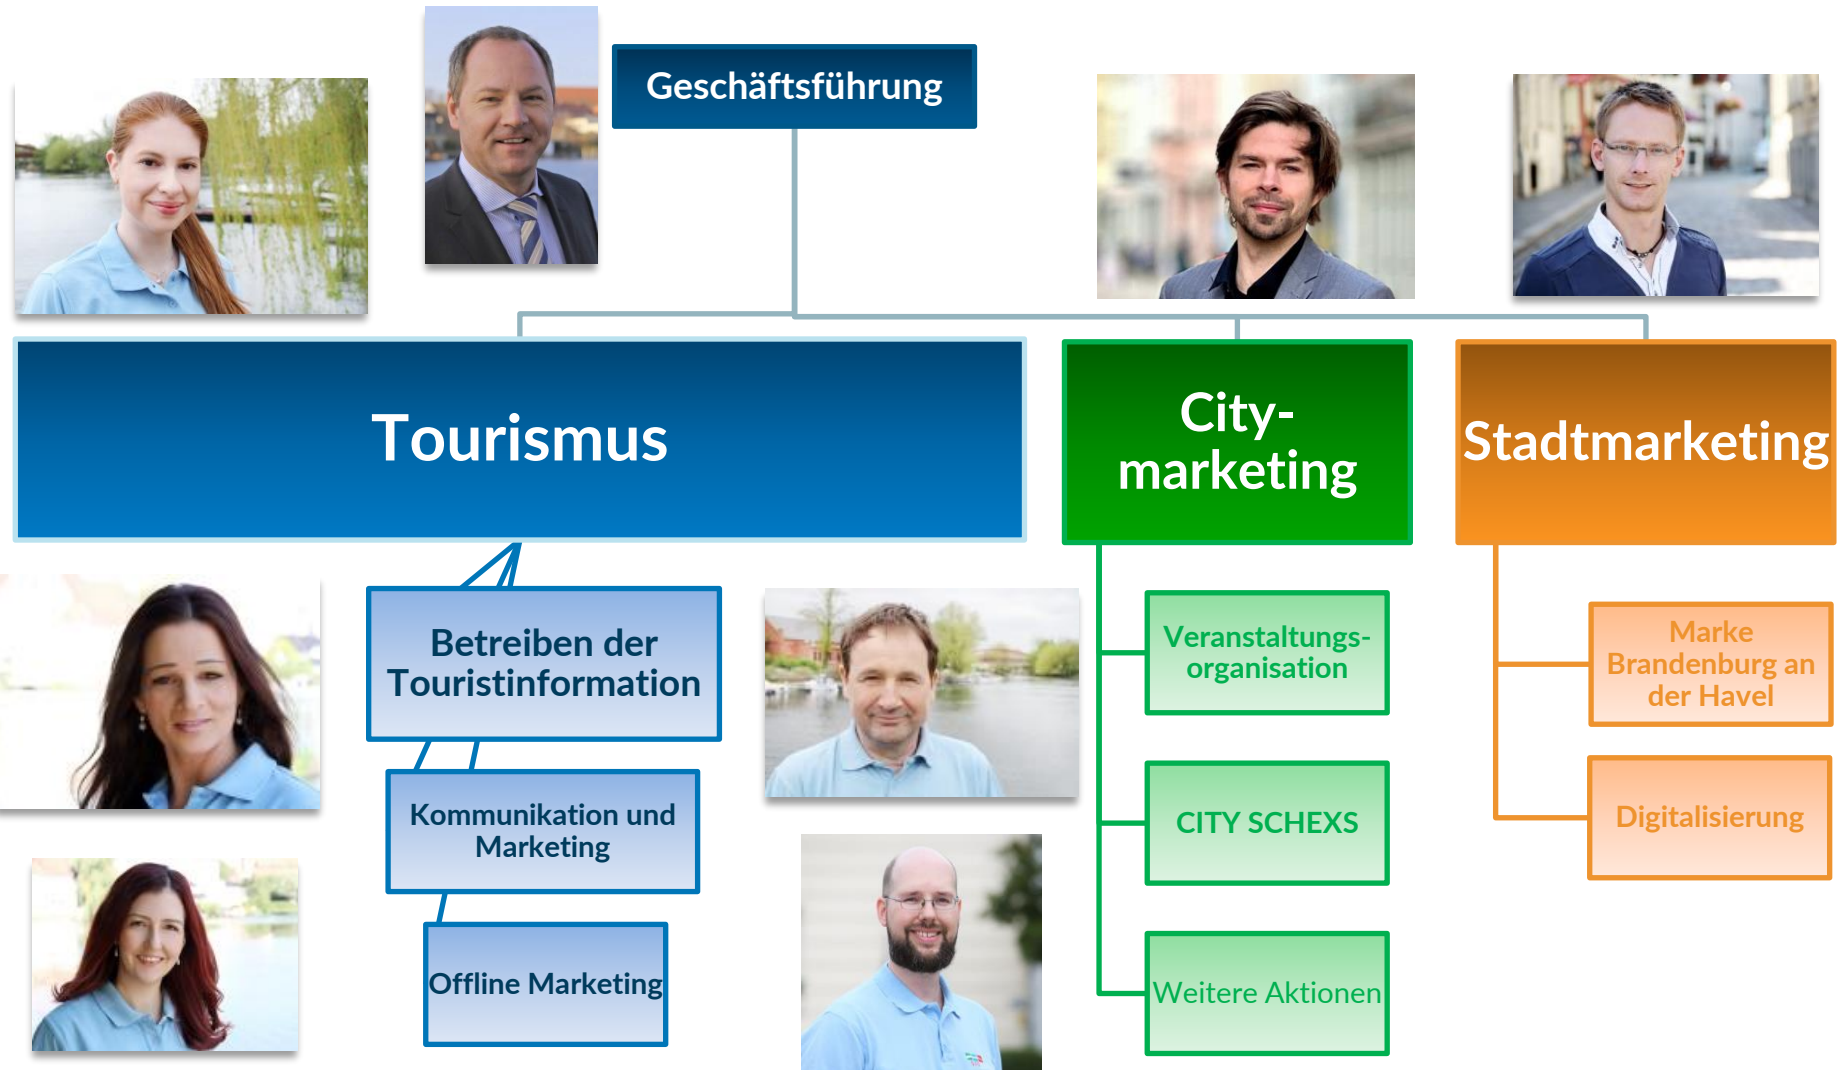 Geschäftsführung
Tourismus
City-
marketing
Stadtmarketing
Betreiben der
Touristinformation
Kommunikation und
Marketing
Offline Marketing
Veranstaltungs-
organisation
CITY SCHEXS
Weitere Aktionen
Marke
Brandenburg an
der Havel
Digitalisierung